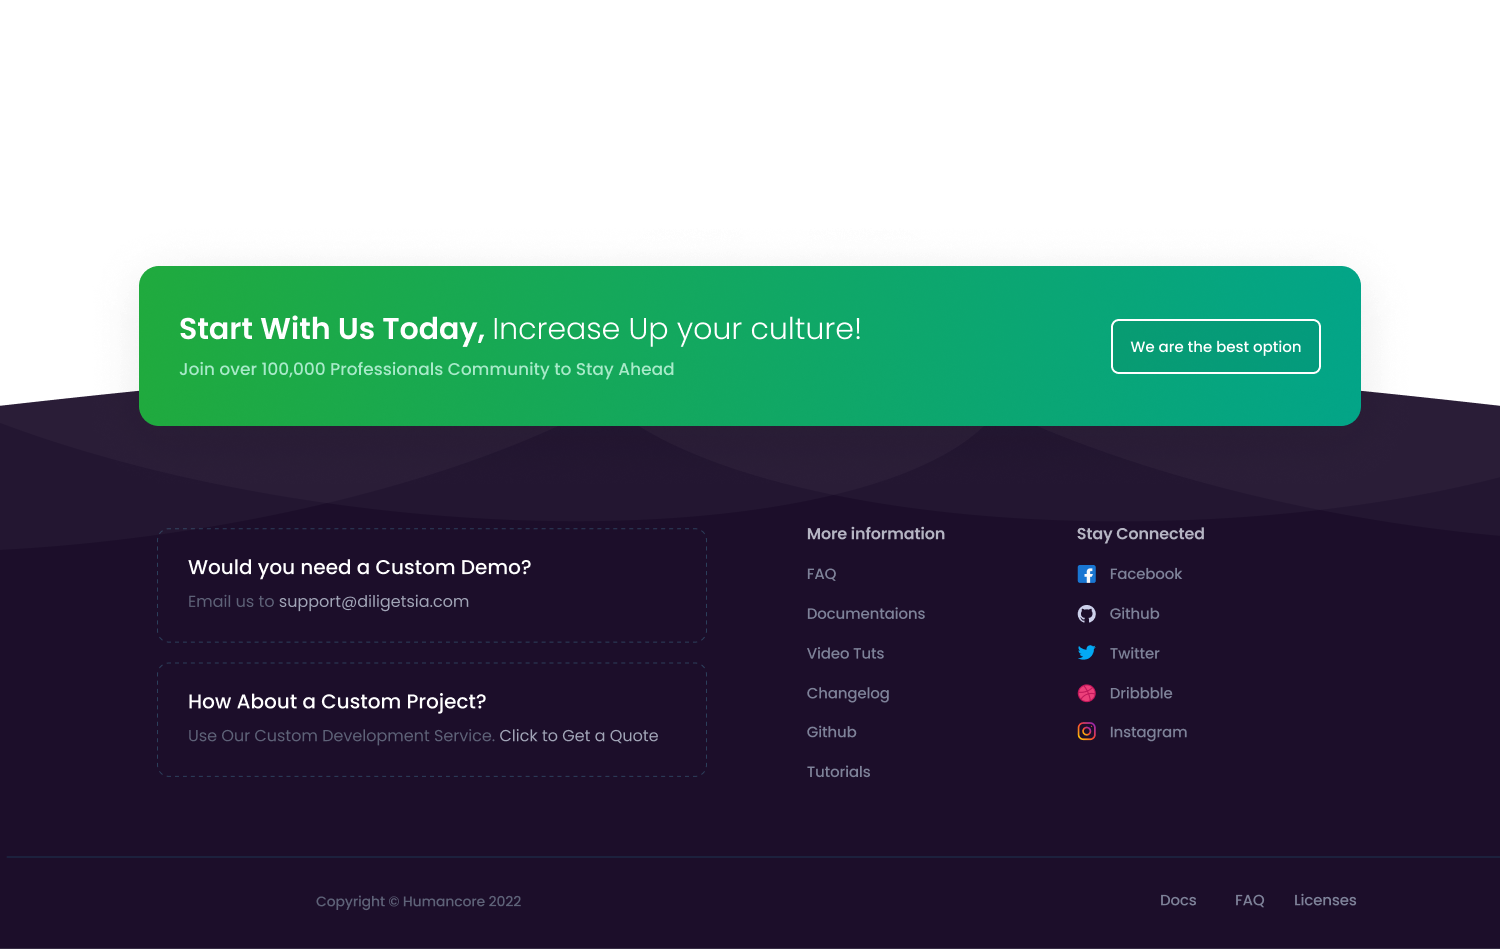 Start With Us Today, Increase Up your culture!
Join over 100,000 Professionals Community to Stay Ahead
We are the best option
Would you need a Custom Demo?
Email us to support@diligetsia.com
How About a Custom Project?
Use Our Custom Development Service. Click to Get a Quote
More information
FAQ
Documentaions
Video Tuts
Changelog
Github
Tutorials
Stay Connected
Facebook
Github
Twitter
Dribbble
Instagram
Copyright © Humancore 2022
Docs FAQ Licenses